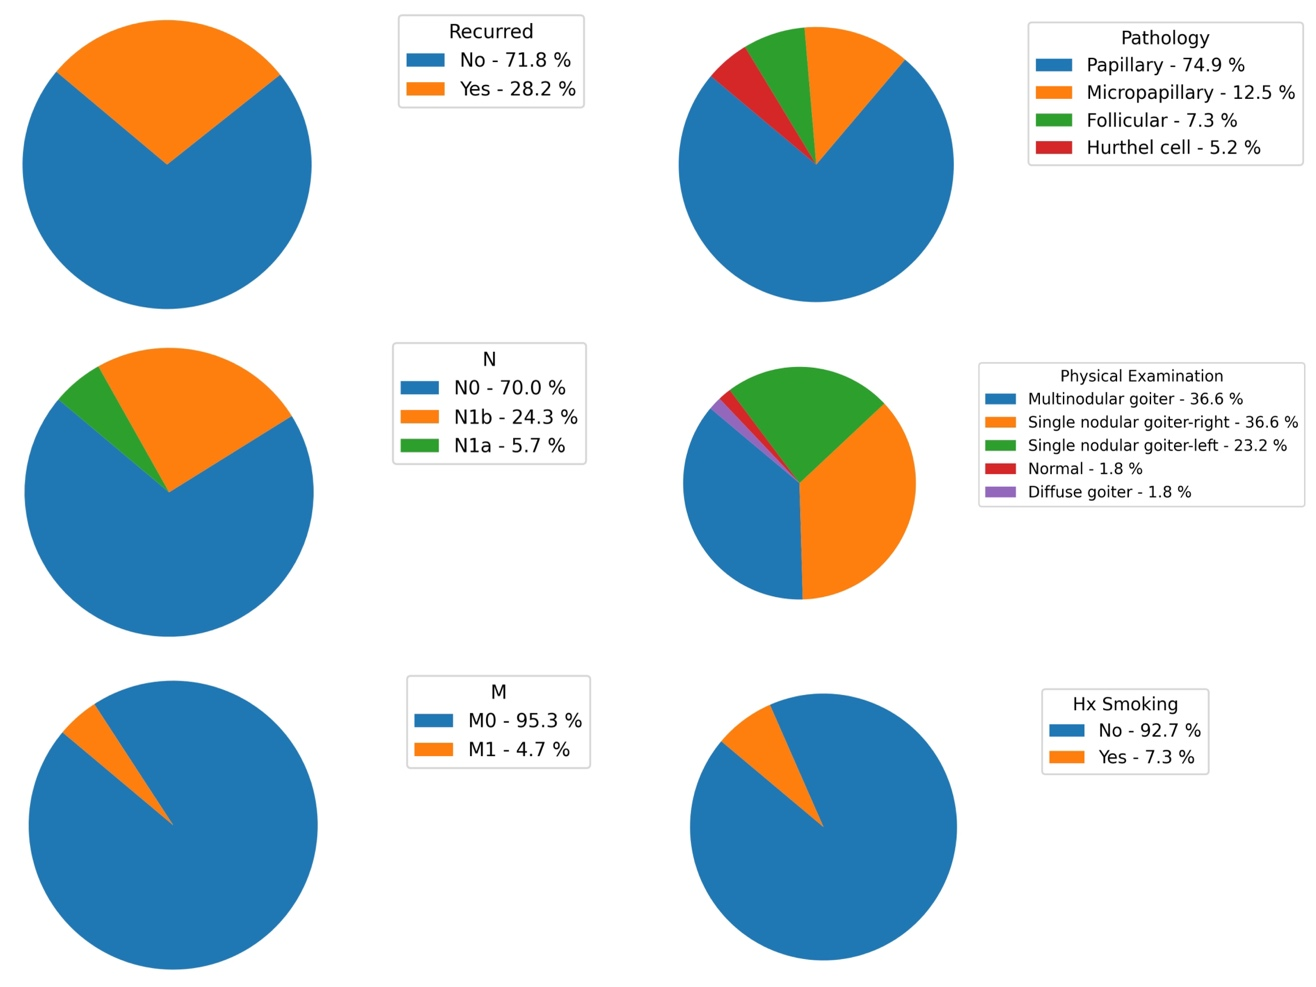 Recurred
No - 71.8 %
Yes - 28.2 %
Pathology
Papillary - 74.9 %
Micropapillary - 12.5 %
Follicular - 7.3 %
Hurthel cell - 5.2 %
N
N0 - 70.0 %
N1b - 24.3 %
N1a - 5.7 %
Physical Examination
Multinodular goiter - 36.6 %
Single nodular goiter-right - 36.6 %
Single nodular goiter-left - 23.2 %
Normal - 1.8 %
Diffuse goiter - 1.8 %
M
M0 - 95.3 %
M1 - 4.7 %
Hx Smoking
No - 92.7 %
Yes - 7.3 %